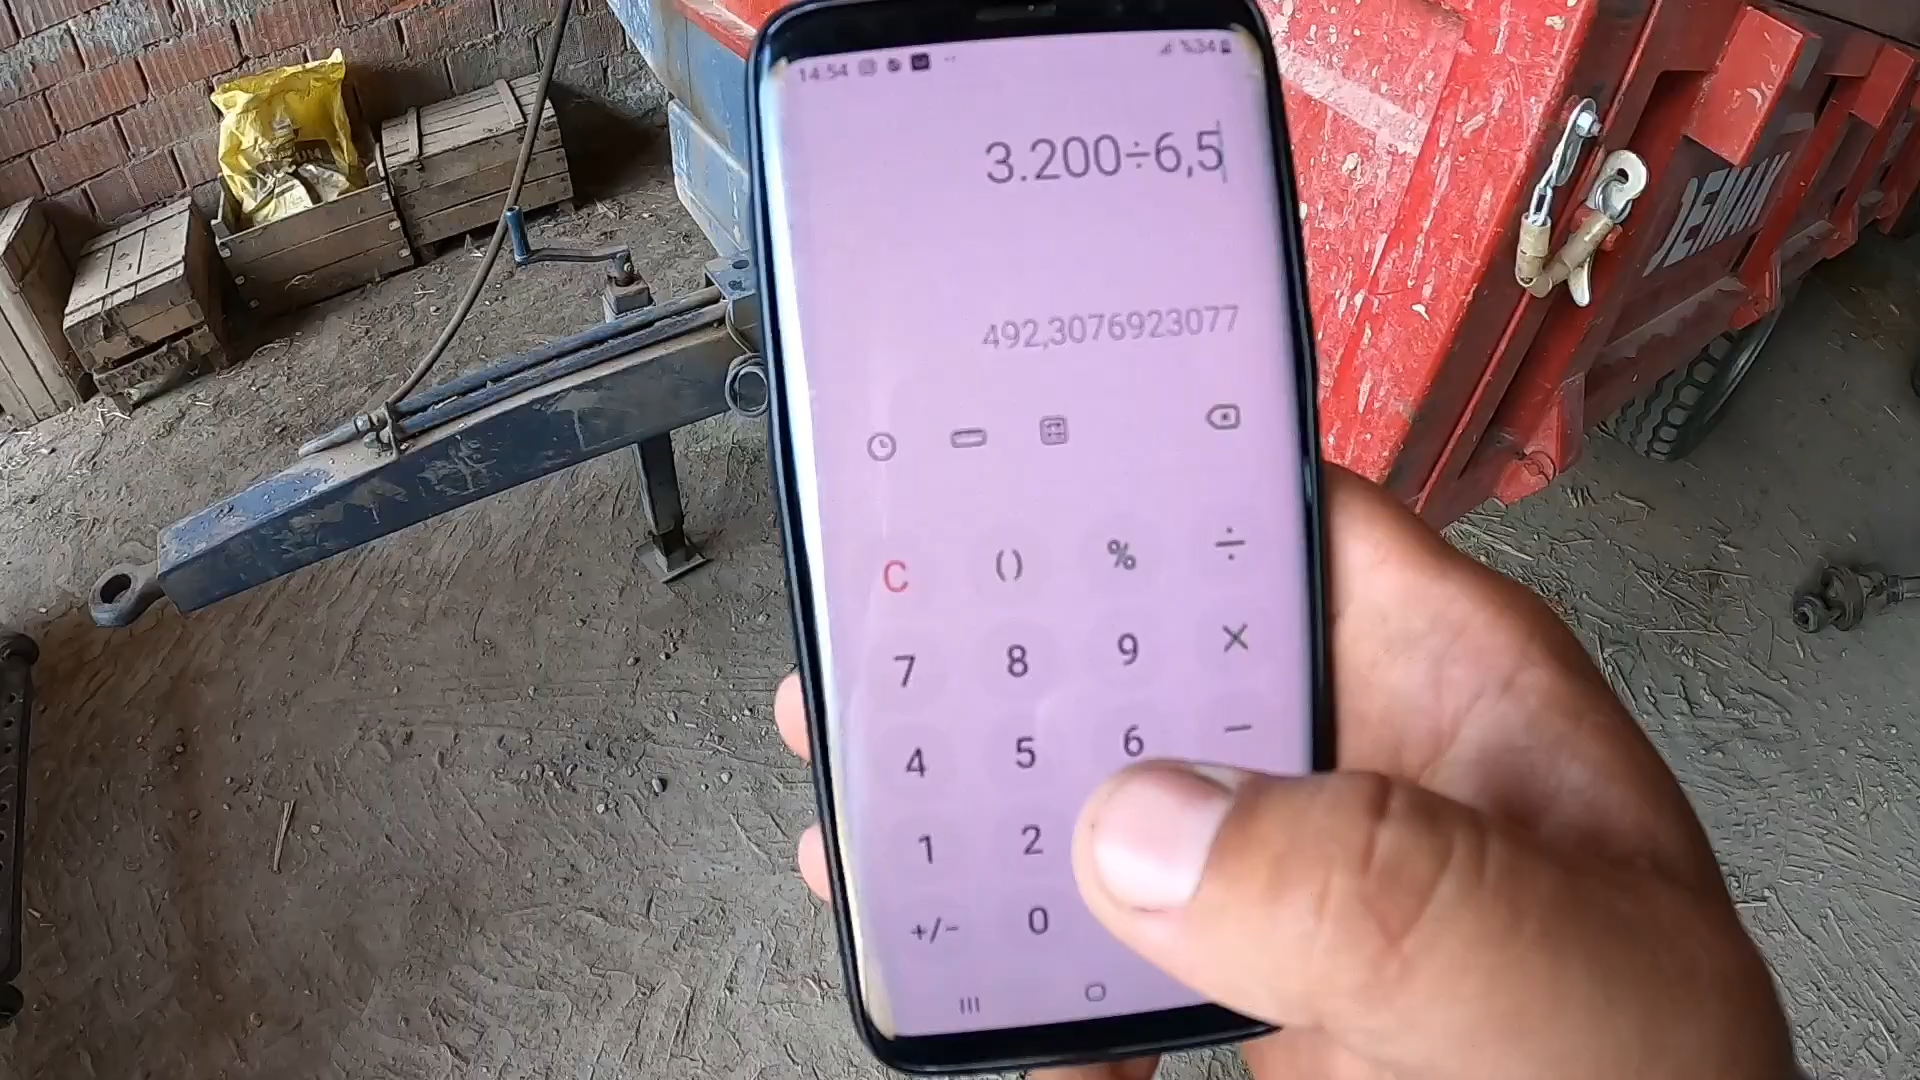 14:54
%34
3.200÷6,5
492,3076923077
C () % ÷
7 8 9 ×
4 5 6 −
1 2
+/− 0